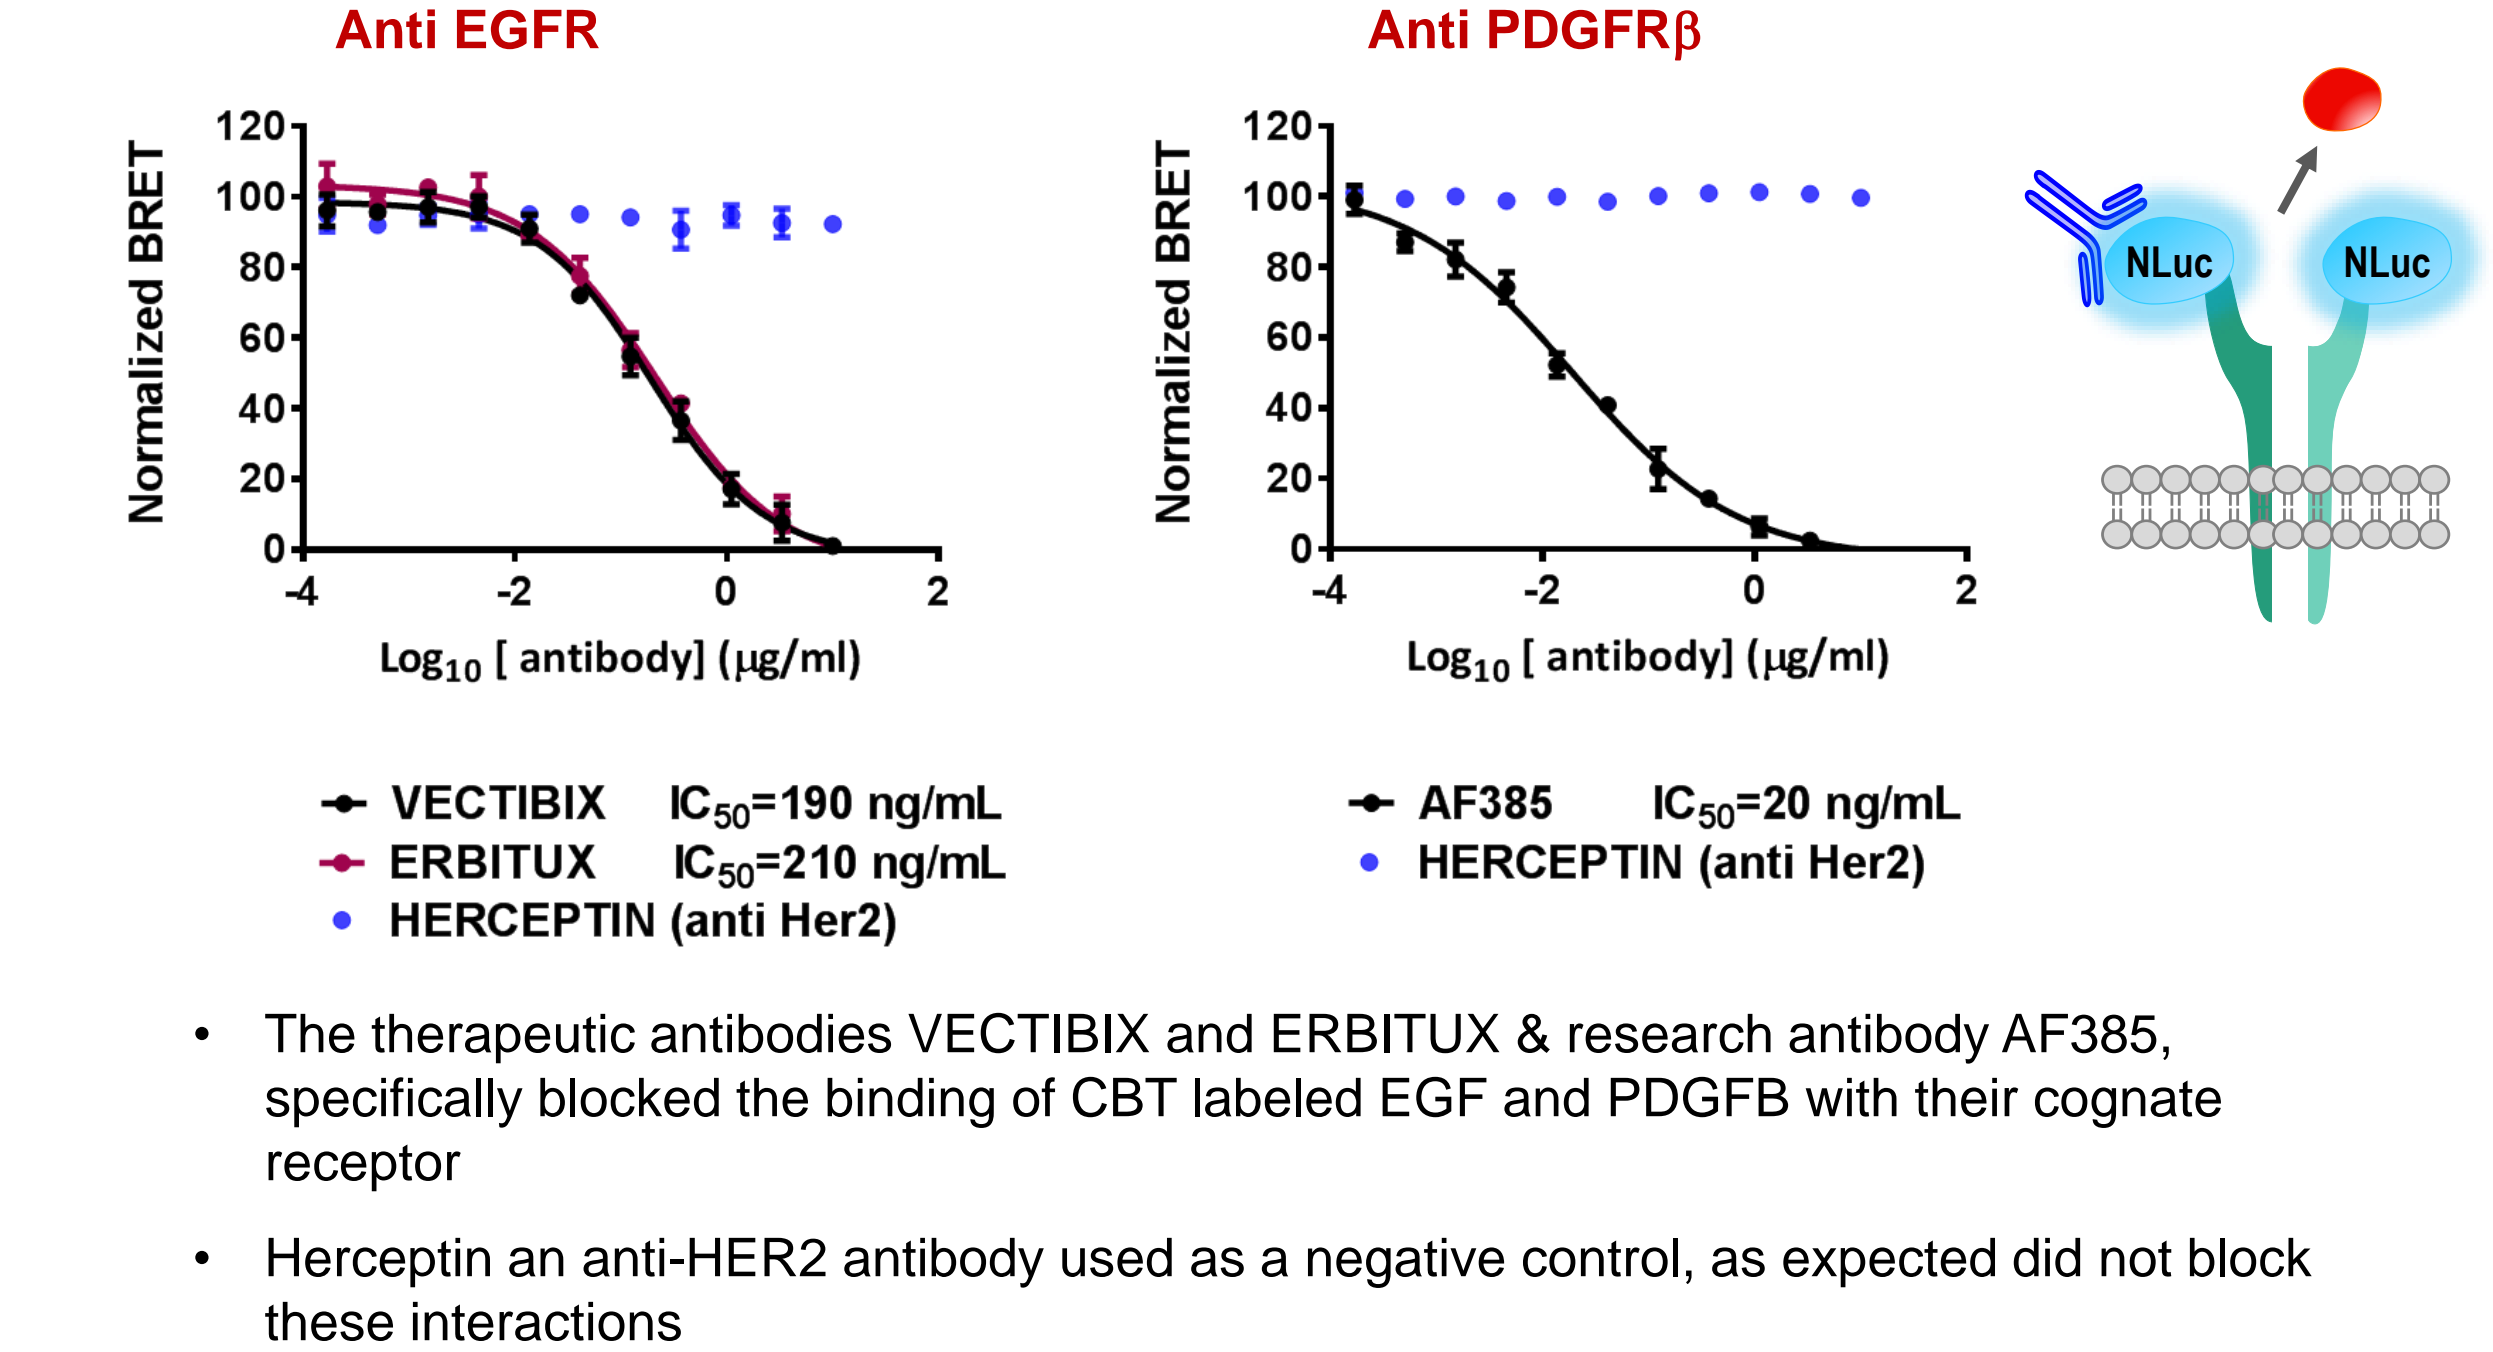 Anti EGFR
Anti PDGFRβ
120
100
80
60
40
20
0
-4
-2
0
2
Normalized BRET
Log10 [ antibody] (μg/ml)
120
100
80
60
40
20
0
-4
-2
0
2
Normalized BRET
Log10 [ antibody] (μg/ml)
NLuc
NLuc
VECTIBIX IC50=190 ng/mL
ERBITUX IC50=210 ng/mL
HERCEPTIN (anti Her2)
AF385 IC50=20 ng/mL
HERCEPTIN (anti Her2)
• The therapeutic antibodies VECTIBIX and ERBITUX & research antibody AF385,
specifically blocked the binding of CBT labeled EGF and PDGFB with their cognate
receptor
• Herceptin an anti-HER2 antibody used as a negative control, as expected did not block
these interactions